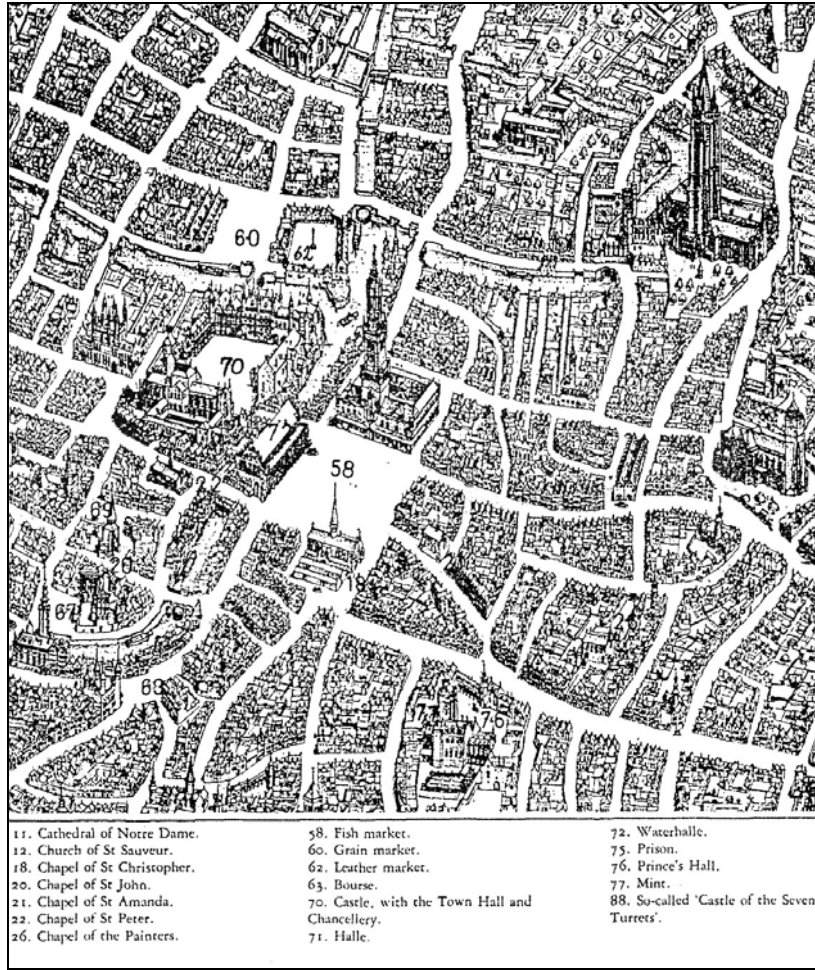 60
62
70
58
20
18
67
76
11. Cathedral of Notre Dame.
12. Church of St Sauveur.
18. Chapel of St Christopher.
20. Chapel of St John.
21. Chapel of St Amanda.
22. Chapel of St Peter.
26. Chapel of the Painters.
58. Fish market.
60. Grain market.
62. Leather market.
63. Bourse.
70. Castle, with the Town Hall and
Chancellery.
71. Halle.
72. Waterhalle.
75. Prison.
76. Prince's Hall.
77. Mint.
88. So-called 'Castle of the Seven
Turrets'.